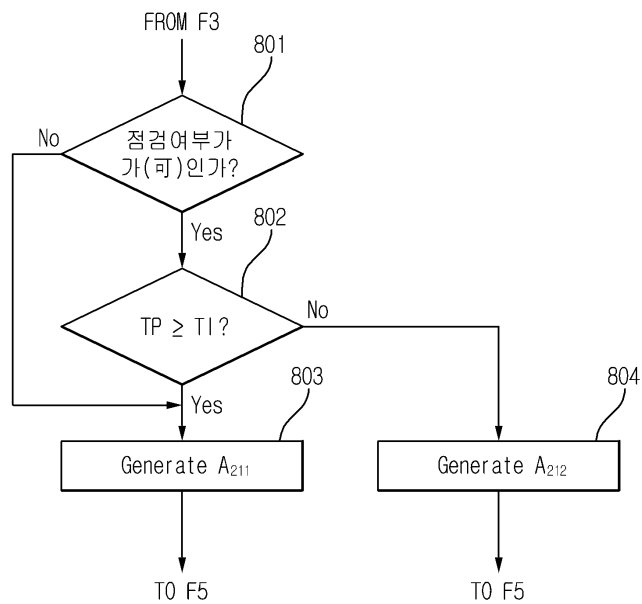 FROM F3
801
점검여부가
가(可)인가?
No
Yes
802
TP ≥ TI?
No
Yes
803
804
Generate A₂₁₁
Generate A₂₁₂
TO F5
TO F5